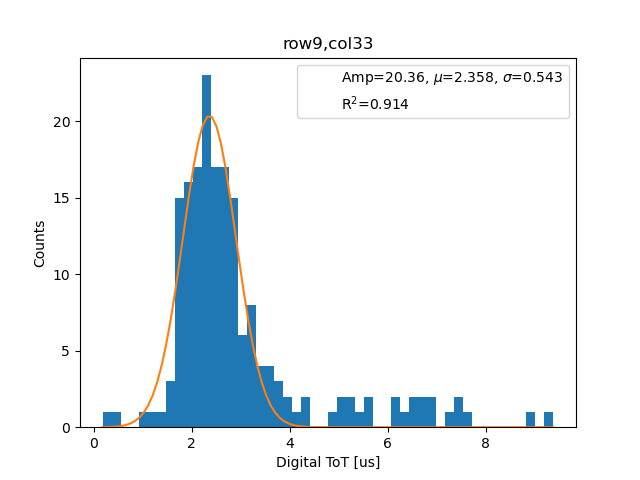 row9,col33
Amp=20.36, μ=2.358, σ=0.543
R²=0.914
Counts
20
15
10
5
0
0 2 4 6 8
Digital ToT [us]